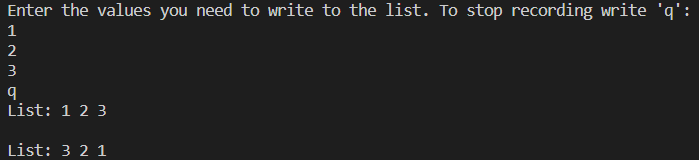 Enter the values you need to write to the list. To stop recording write 'q':
1
2
3
q
List: 1 2 3
List: 3 2 1